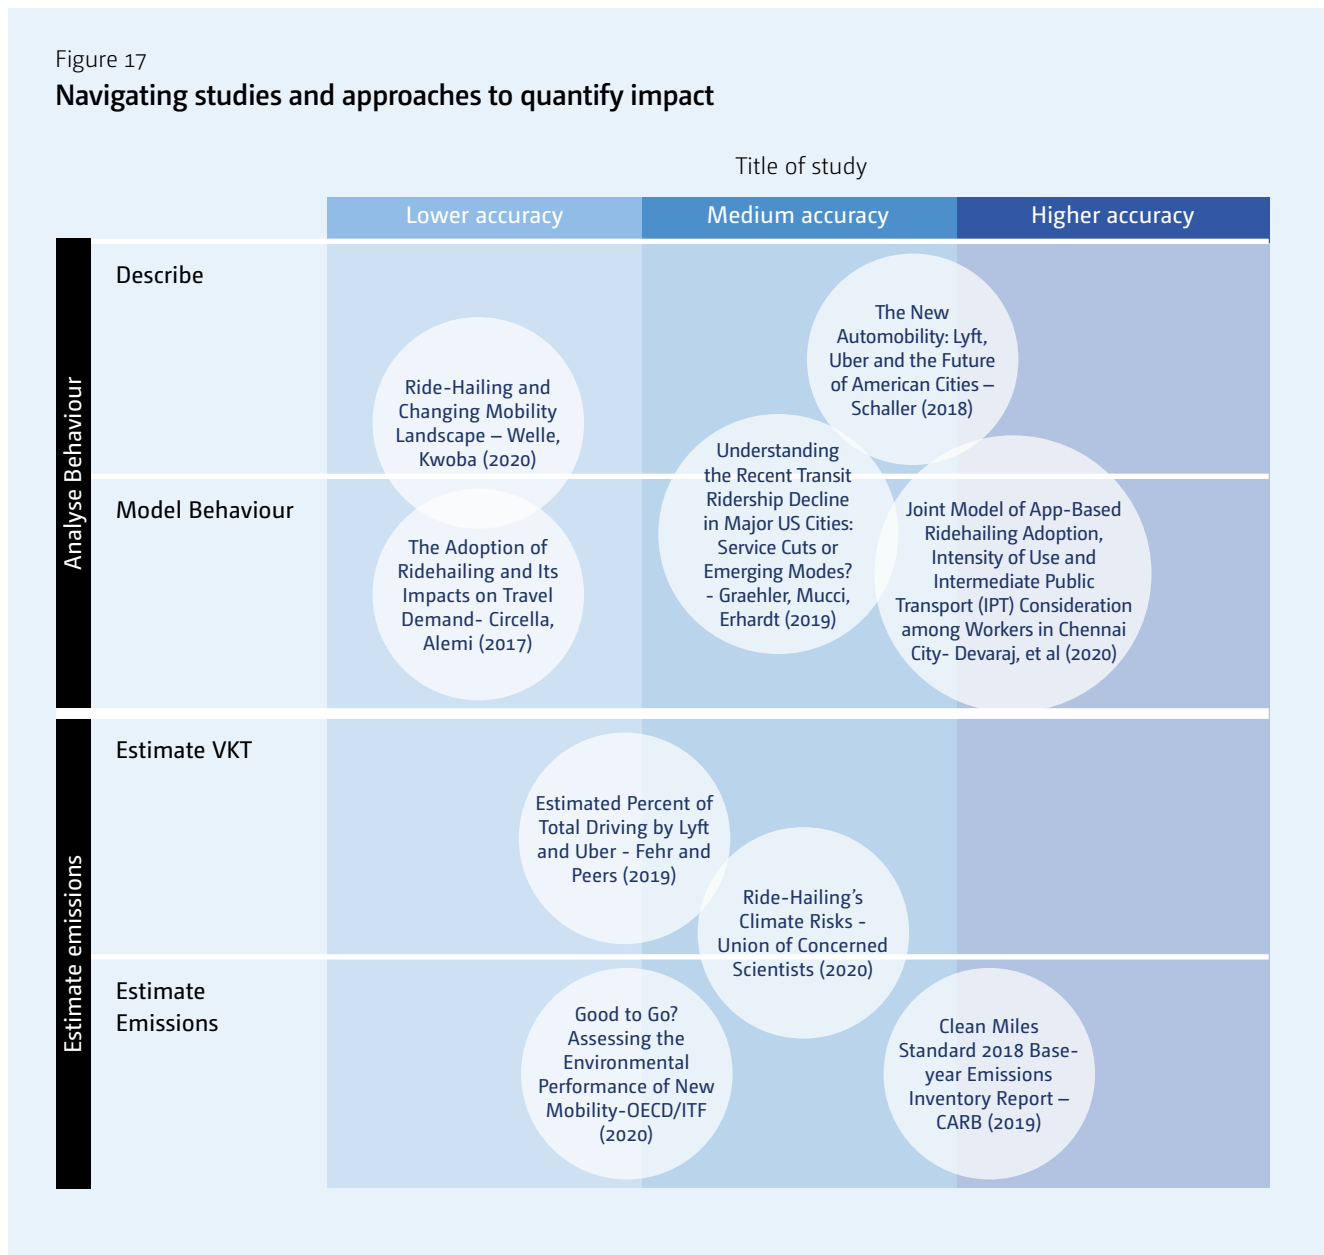 Figure 17
Navigating studies and approaches to quantify impact
Title of study
Lower accuracy
Medium accuracy
Higher accuracy
Analyse Behaviour
Describe
The New
Automobility: Lyft,
Uber and the Future
of American Cities –
Schaller (2018)
Ride-Hailing and
Changing Mobility
Landscape – Welle,
Kwoba (2020)
Understanding
the Recent Transit
Ridership Decline
in Major US Cities:
Service Cuts or
Emerging Modes?
- Graehler, Mucci,
Erhardt (2019)
Model Behaviour
The Adoption of
Ridehailing and Its
Impacts on Travel
Demand- Circella,
Alemi (2017)
Joint Model of App-Based
Ridehailing Adoption,
Intensity of Use and
Intermediate Public
Transport (IPT) Consideration
among Workers in Chennai
City- Devaraj, et al (2020)
Estimate emissions
Estimate VKT
Estimated Percent of
Total Driving by Lyft
and Uber - Fehr and
Peers (2019)
Ride-Hailing’s
Climate Risks -
Union of Concerned
Scientists (2020)
Estimate
Emissions
Good to Go?
Assessing the
Environmental
Performance of New
Mobility-OECD/ITF
(2020)
Clean Miles
Standard 2018 Base-
year Emissions
Inventory Report –
CARB (2019)